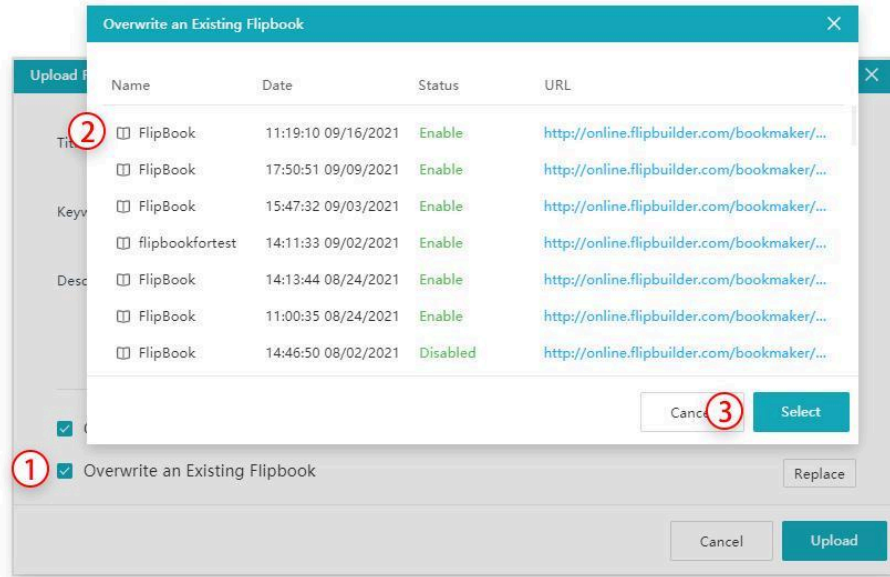 Overwrite an Existing Flipbook
Upload
Name Date Status URL
2 FlipBook 11:19:10 09/16/2021 Enable http://online.flipbuilder.com/bookmaker/...
FlipBook 17:50:51 09/09/2021 Enable http://online.flipbuilder.com/bookmaker/...
FlipBook 15:47:32 09/03/2021 Enable http://online.flipbuilder.com/bookmaker/...
flipbookfortest 14:11:33 09/02/2021 Enable http://online.flipbuilder.com/bookmaker/...
FlipBook 14:13:44 08/24/2021 Enable http://online.flipbuilder.com/bookmaker/...
FlipBook 11:00:35 08/24/2021 Enable http://online.flipbuilder.com/bookmaker/...
FlipBook 14:46:50 08/02/2021 Disabled http://online.flipbuilder.com/bookmaker/...
3 Select
1 Overwrite an Existing Flipbook Replace
Cancel Upload